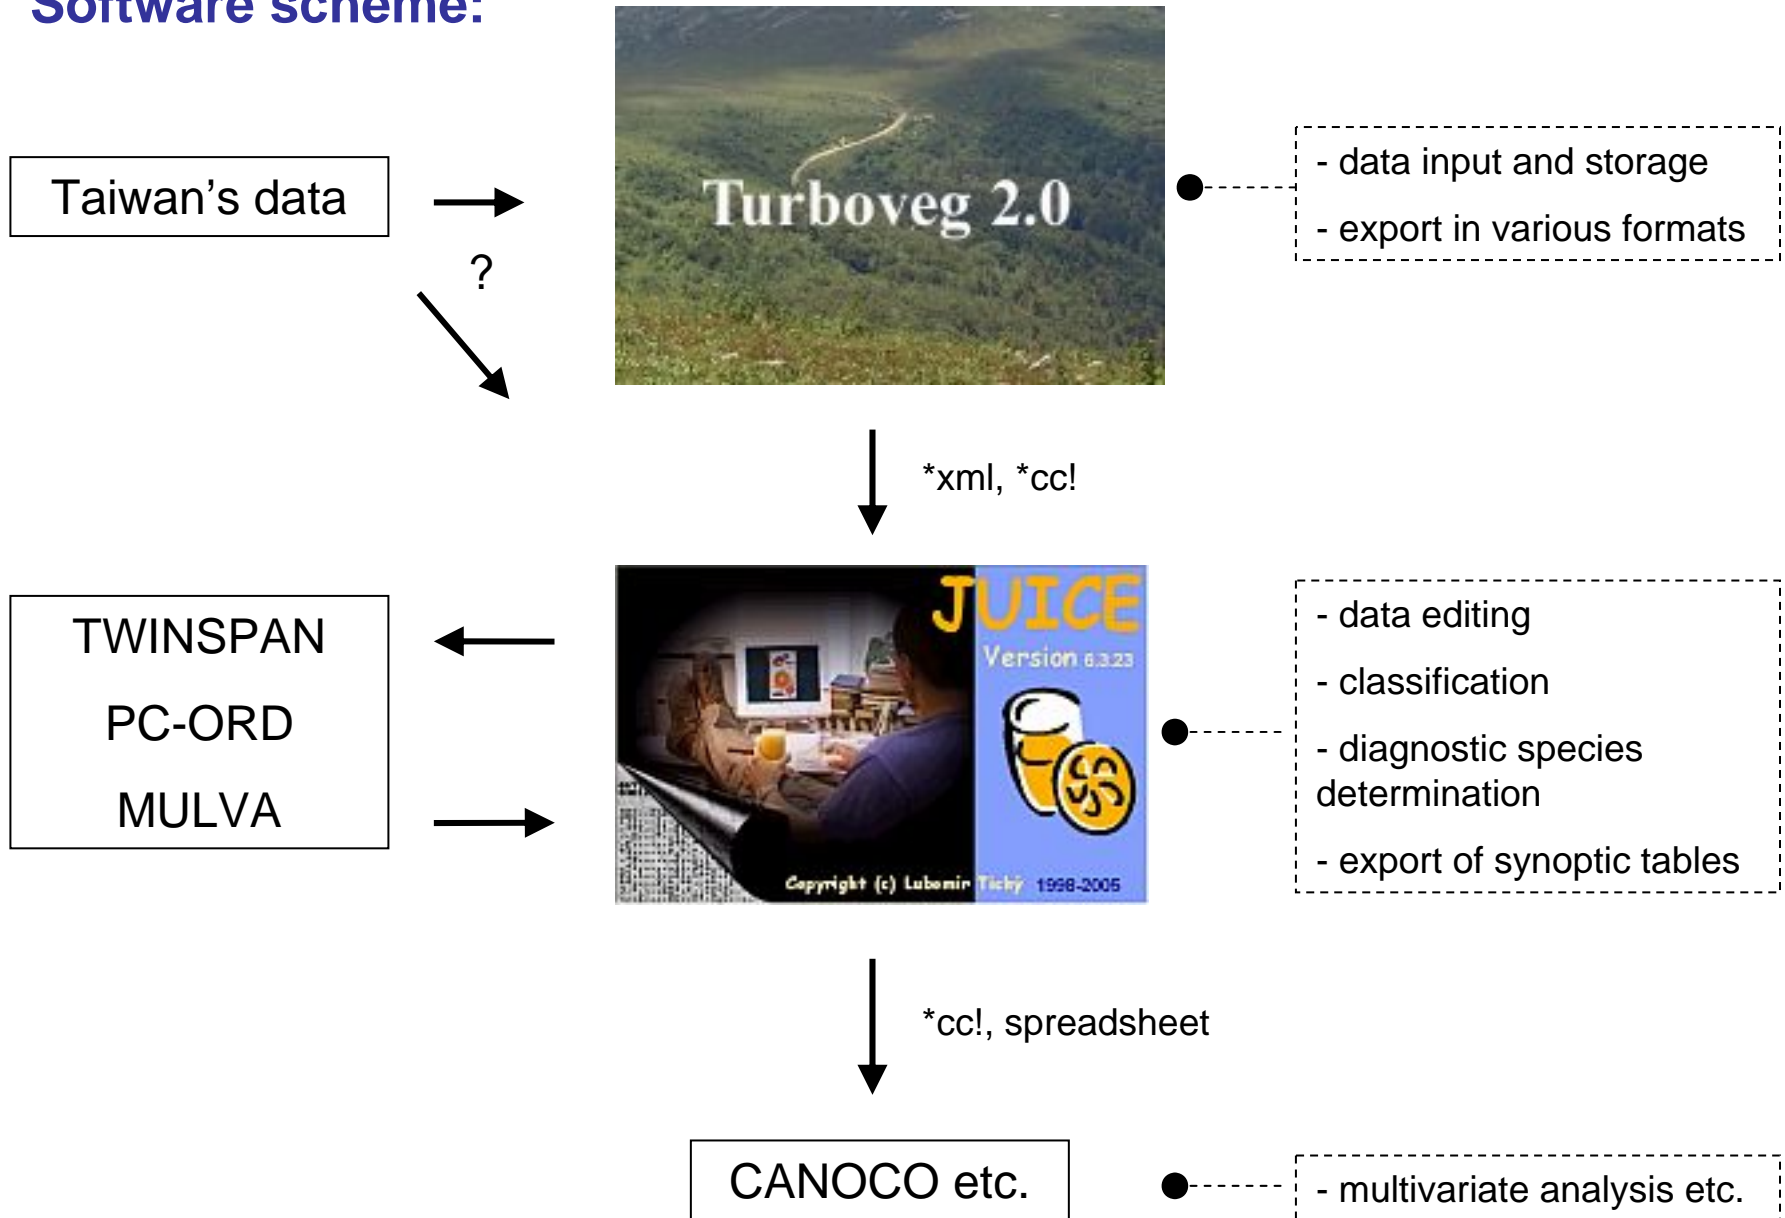 Software scheme:
Taiwan's data
?
Turboveg 2.0
- data input and storage
- export in various formats
*xml, *cc!
TWINSPAN
PC-ORD
MULVA
JUICE
Version 6.3.23
Copyright (c) Lubomír Tichý 1998-2005
- data editing
- classification
- diagnostic species
determination
- export of synoptic tables
*cc!, spreadsheet
CANOCO etc.
- multivariate analysis etc.